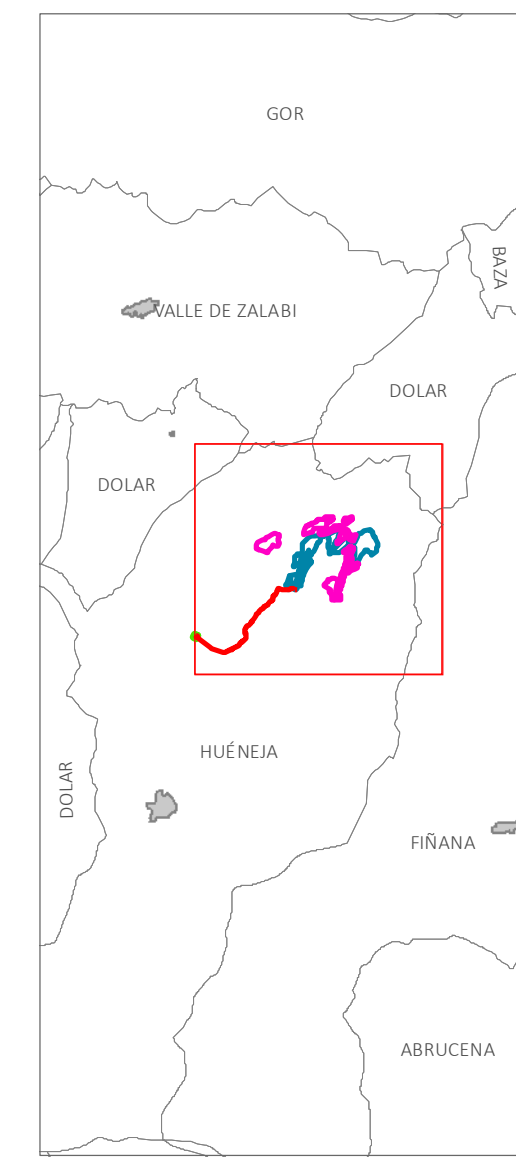 GOR
BAZA
VALLE DE ZALABI
DOLAR
DOLAR
HUÉNEJA
DOLAR
FIÑANA
ABRUCENA